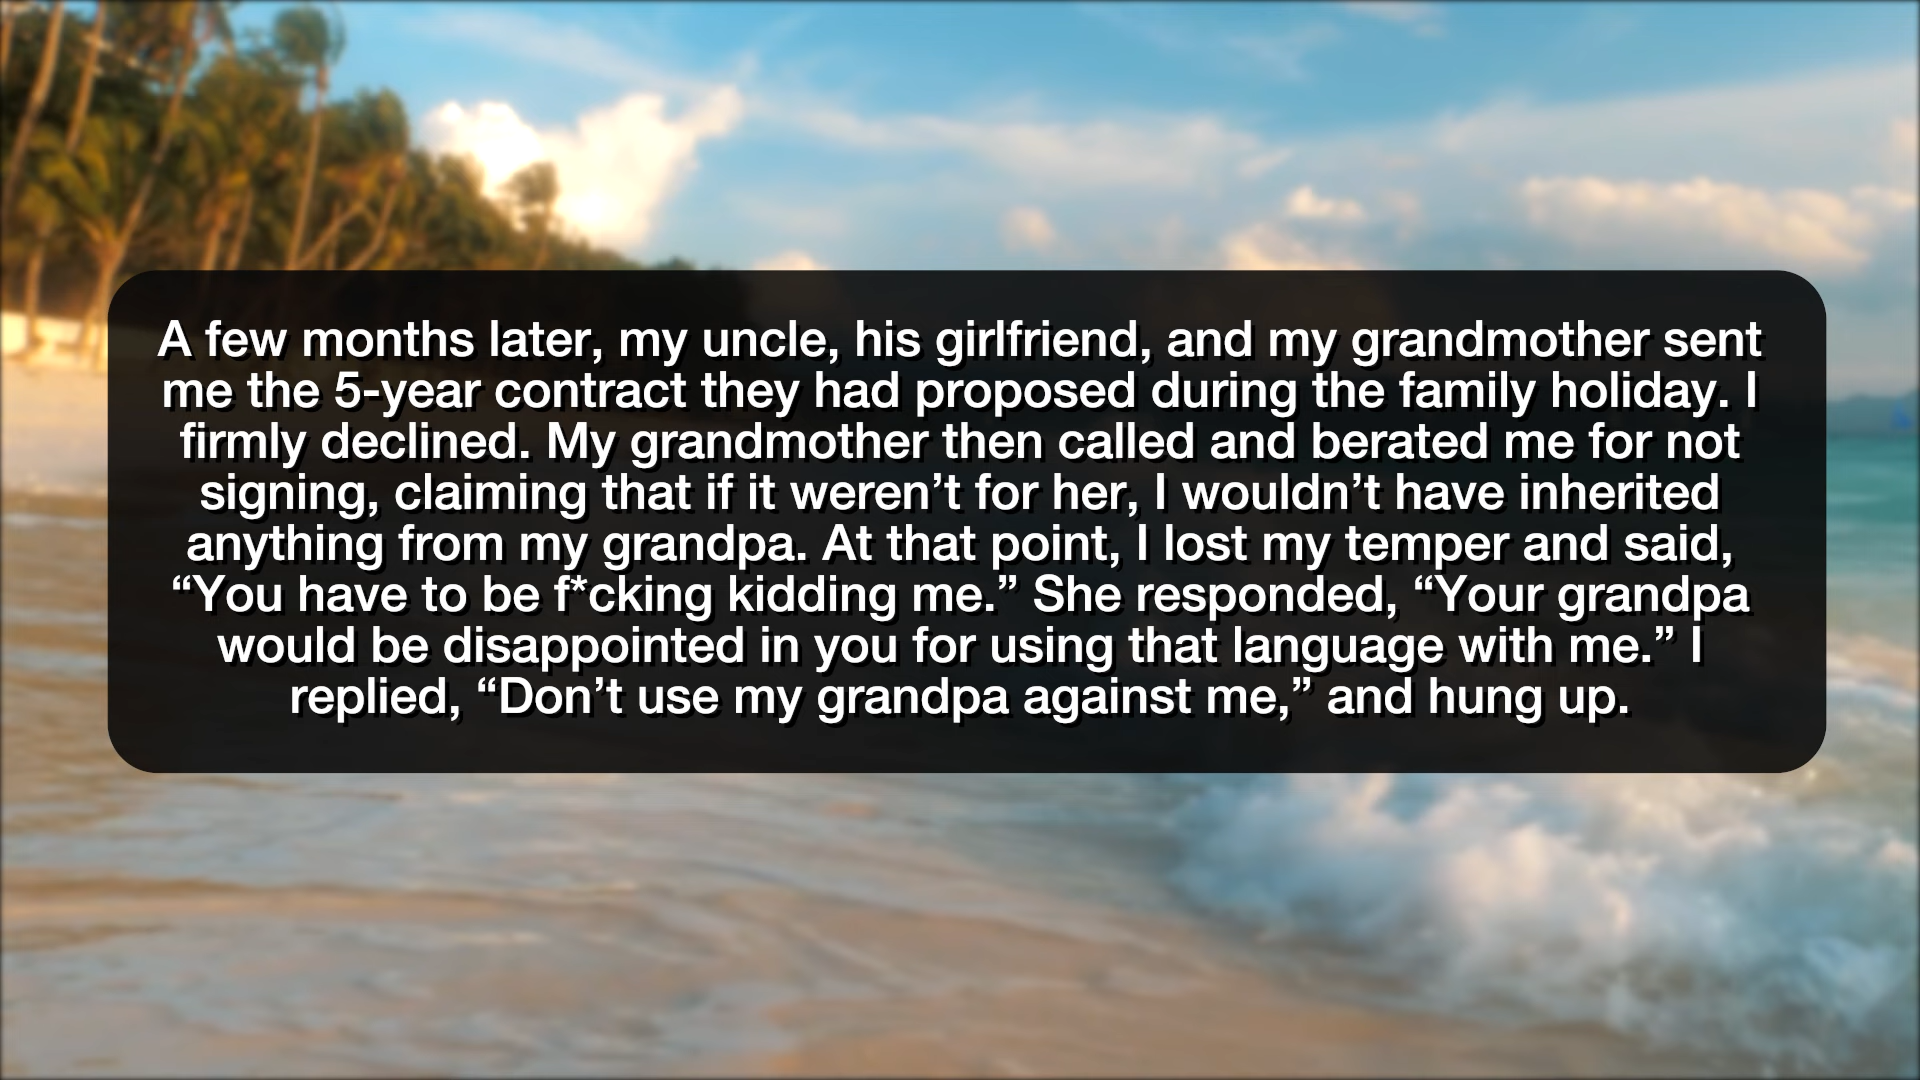 A few months later, my uncle, his girlfriend, and my grandmother sent
me the 5-year contract they had proposed during the family holiday. I
firmly declined. My grandmother then called and berated me for not
signing, claiming that if it weren’t for her, I wouldn’t have inherited
anything from my grandpa. At that point, I lost my temper and said,
“You have to be f*cking kidding me.” She responded, “Your grandpa
would be disappointed in you for using that language with me.” I
replied, “Don’t use my grandpa against me,” and hung up.